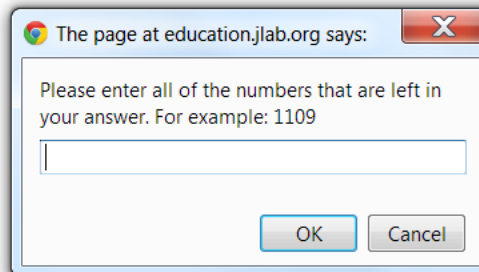 The page at education.jlab.org says:
Please enter all of the numbers that are left in
your answer. For example: 1109
OK
Cancel